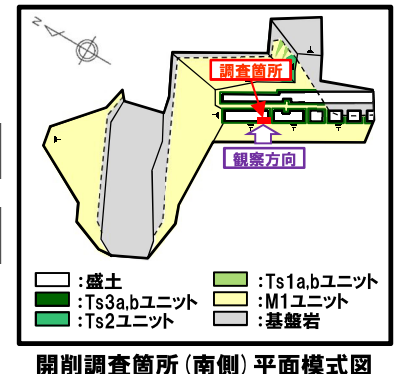 N
調査箇所
観察方向
:盛土
:Ts1a,bユニット
:Ts3a,bユニット
:M1ユニット
:Ts2ユニット
:基盤岩
開削調査箇所(南側)平面模式図